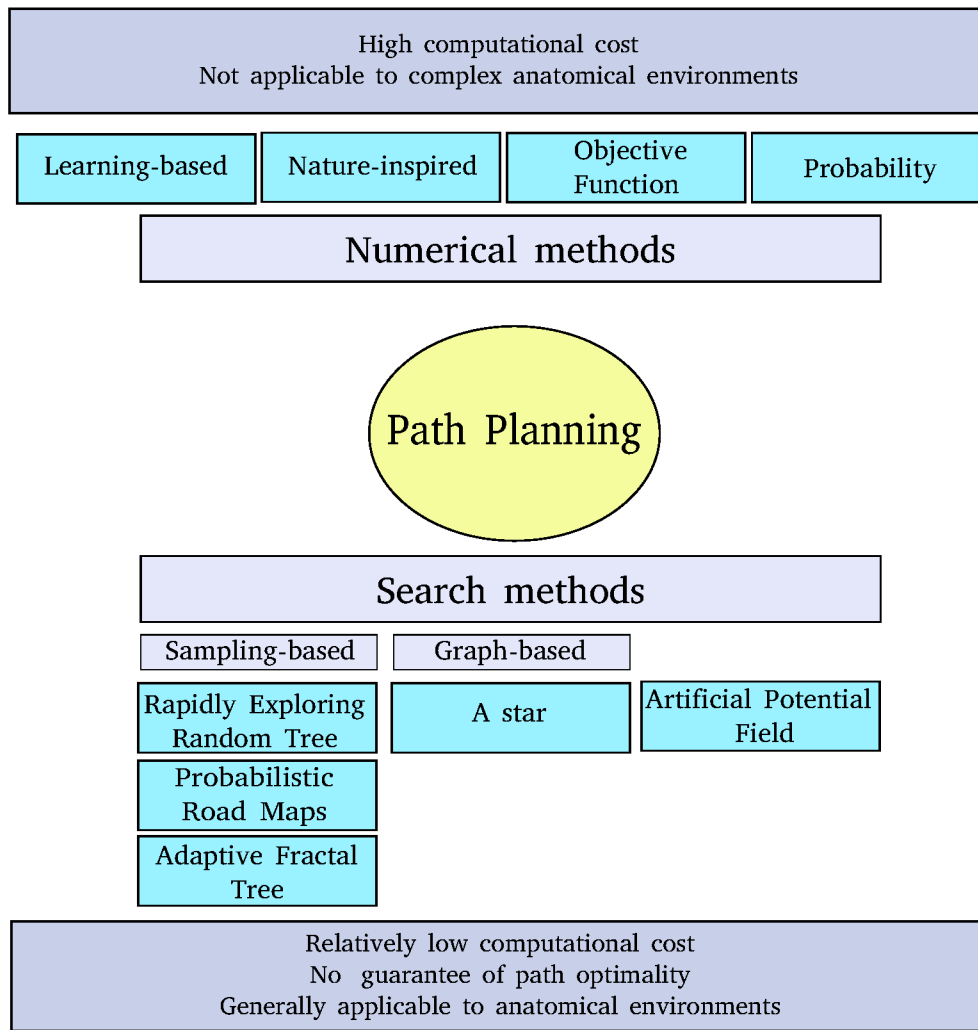 High computational cost
Not applicable to complex anatomical environments
Learning-based
Nature-inspired
Objective
Function
Probability
Numerical methods
Path Planning
Search methods
Sampling-based
Graph-based
Rapidly Exploring
Random Tree
A star
Artificial Potential
Field
Probabilistic
Road Maps
Adaptive Fractal
Tree
Relatively low computational cost
No guarantee of path optimality
Generally applicable to anatomical environments